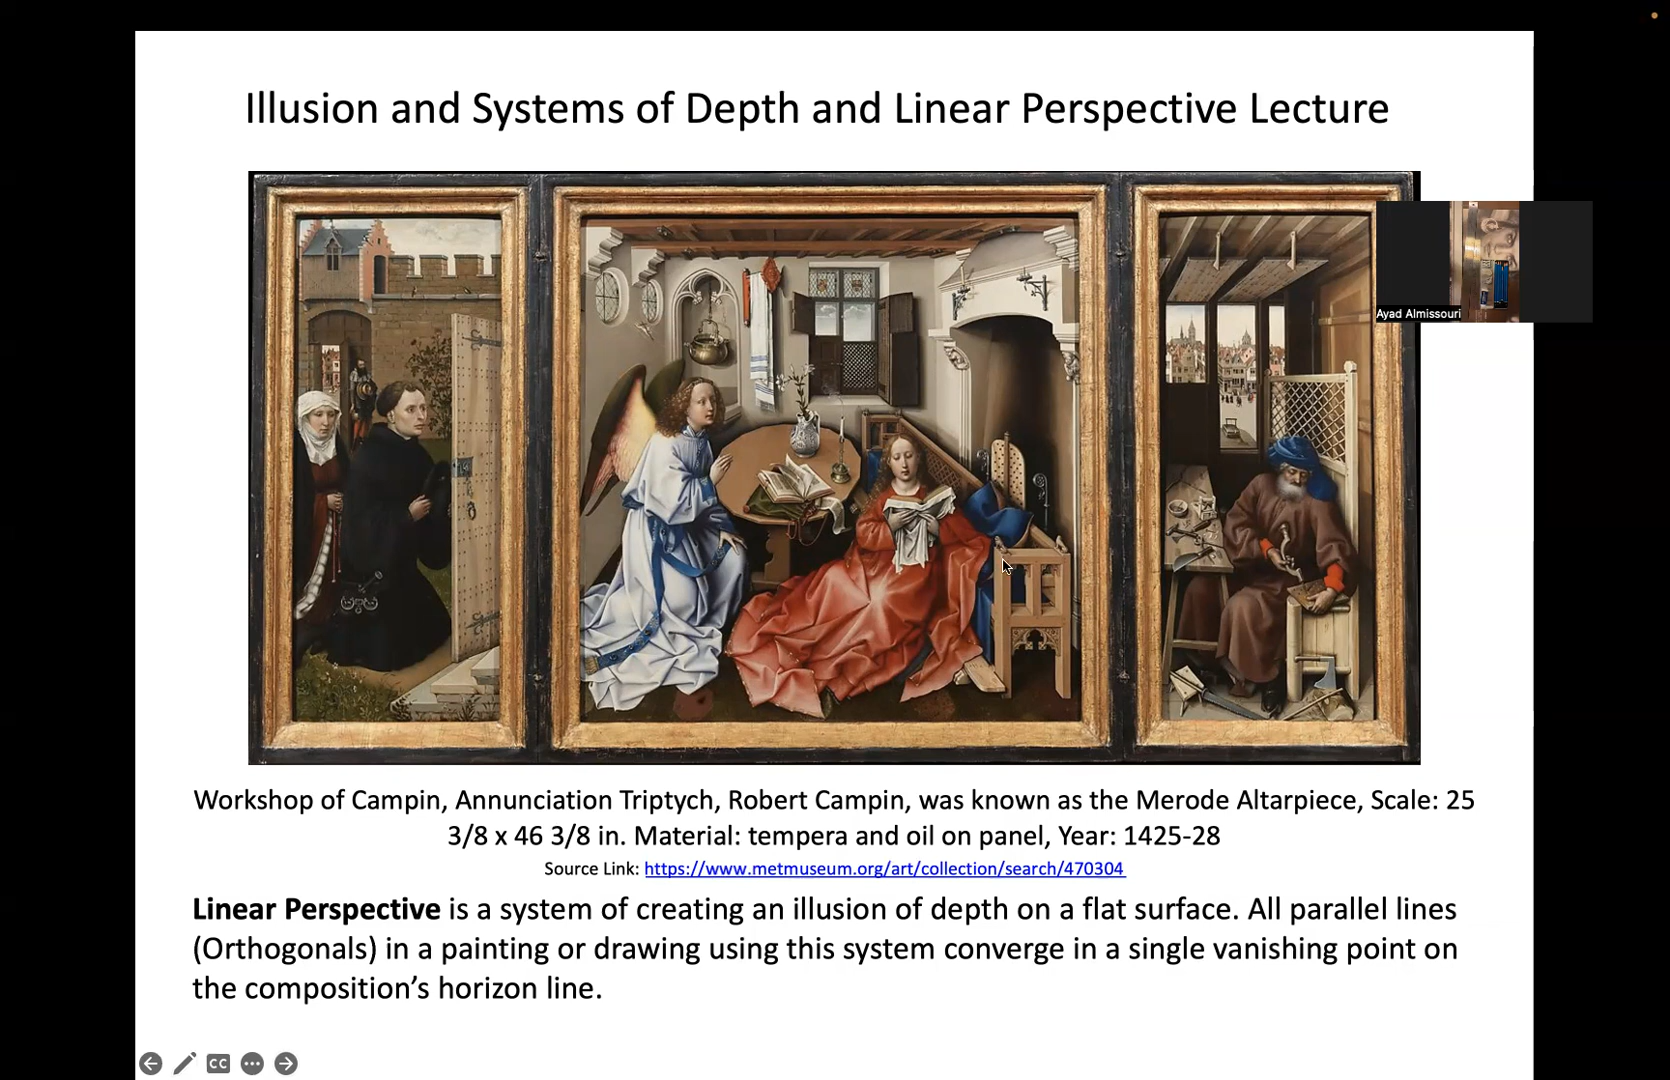 Illusion and Systems of Depth and Linear Perspective Lecture
Ayad Almissouri
Workshop of Campin, Annunciation Triptych, Robert Campin, was known as the Merode Altarpiece, Scale: 25
3/8 x 46 3/8 in. Material: tempera and oil on panel, Year: 1425-28
Source Link: https://www.metmuseum.org/art/collection/search/470304
Linear Perspective is a system of creating an illusion of depth on a flat surface. All parallel lines
(Orthogonals) in a painting or drawing using this system converge in a single vanishing point on
the composition’s horizon line.
CC